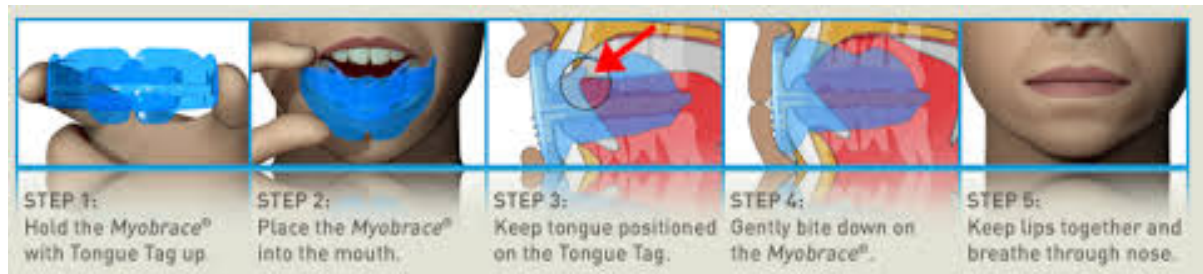 STEP 1:
Hold the Myobrace®
with Tongue Tag up
STEP 2:
Place the Myobrace®
into the mouth.
STEP 3:
Keep tongue positioned
on the Tongue Tag.
STEP 4:
Gently bite down on
the Myobrace®.
STEP 5:
Keep lips together and
breathe through nose.